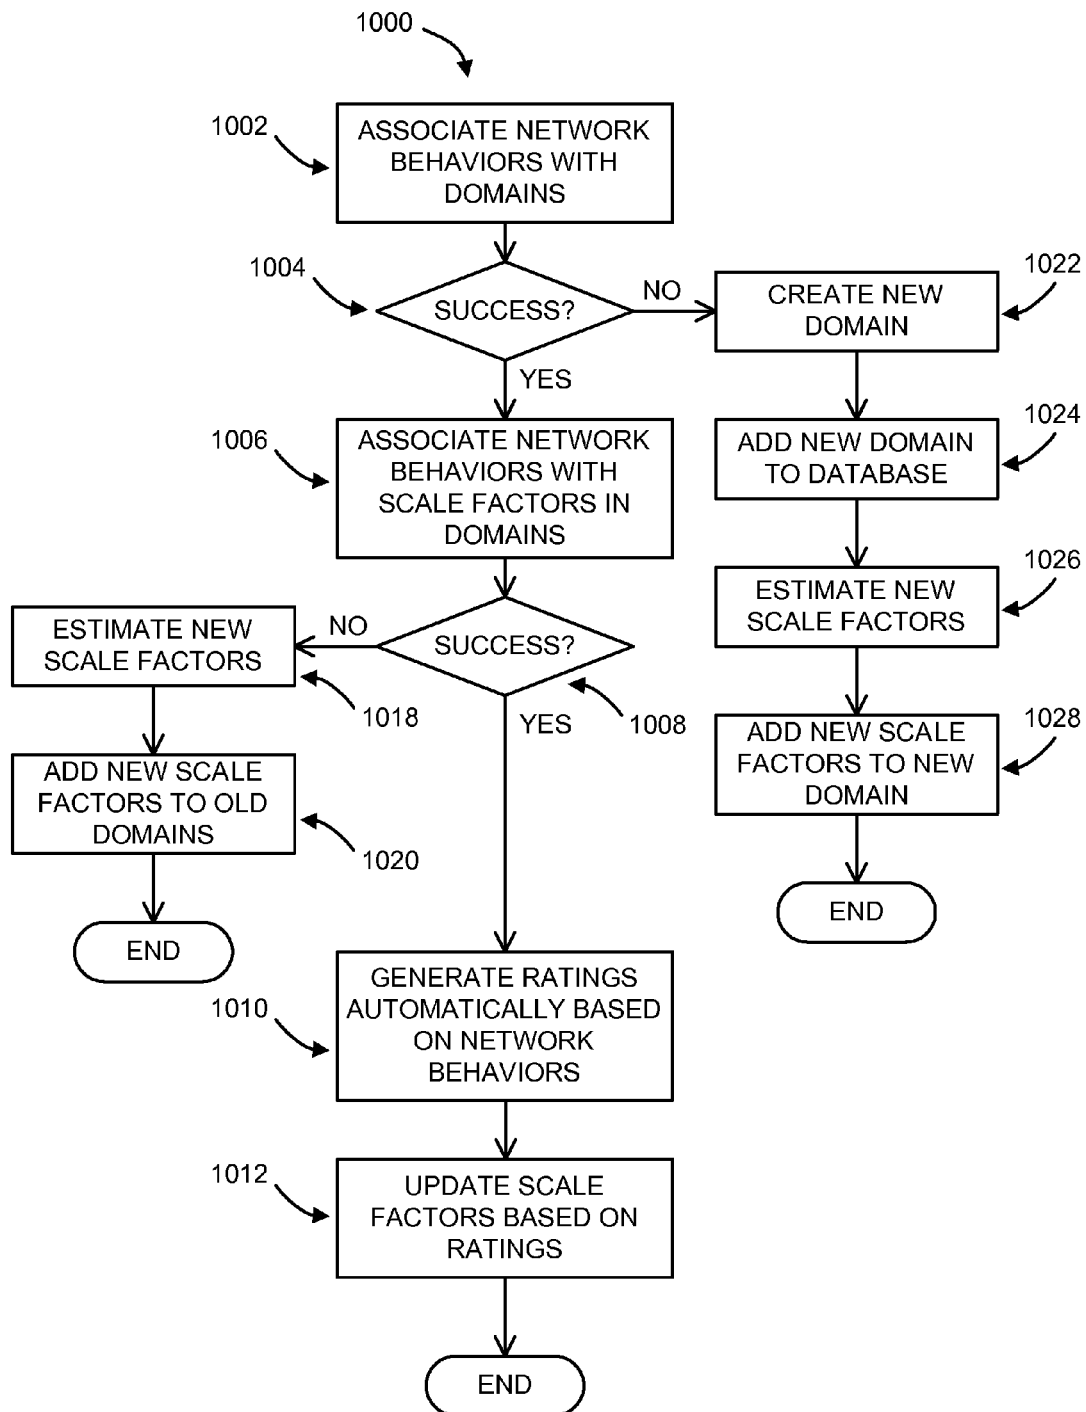 1000
1002
ASSOCIATE NETWORK
BEHAVIORS WITH
DOMAINS
1004
SUCCESS?
NO
YES
1022
CREATE NEW
DOMAIN
1006
ASSOCIATE NETWORK
BEHAVIORS WITH
SCALE FACTORS IN
DOMAINS
1024
ADD NEW DOMAIN
TO DATABASE
1026
ESTIMATE NEW
SCALE FACTORS
SUCCESS?
1008
NO
YES
ESTIMATE NEW
SCALE FACTORS
1018
1028
ADD NEW SCALE
FACTORS TO NEW
DOMAIN
ADD NEW SCALE
FACTORS TO OLD
DOMAINS
1020
END
END
1010
GENERATE RATINGS
AUTOMATICALLY BASED
ON NETWORK
BEHAVIORS
1012
UPDATE SCALE
FACTORS BASED ON
RATINGS
END